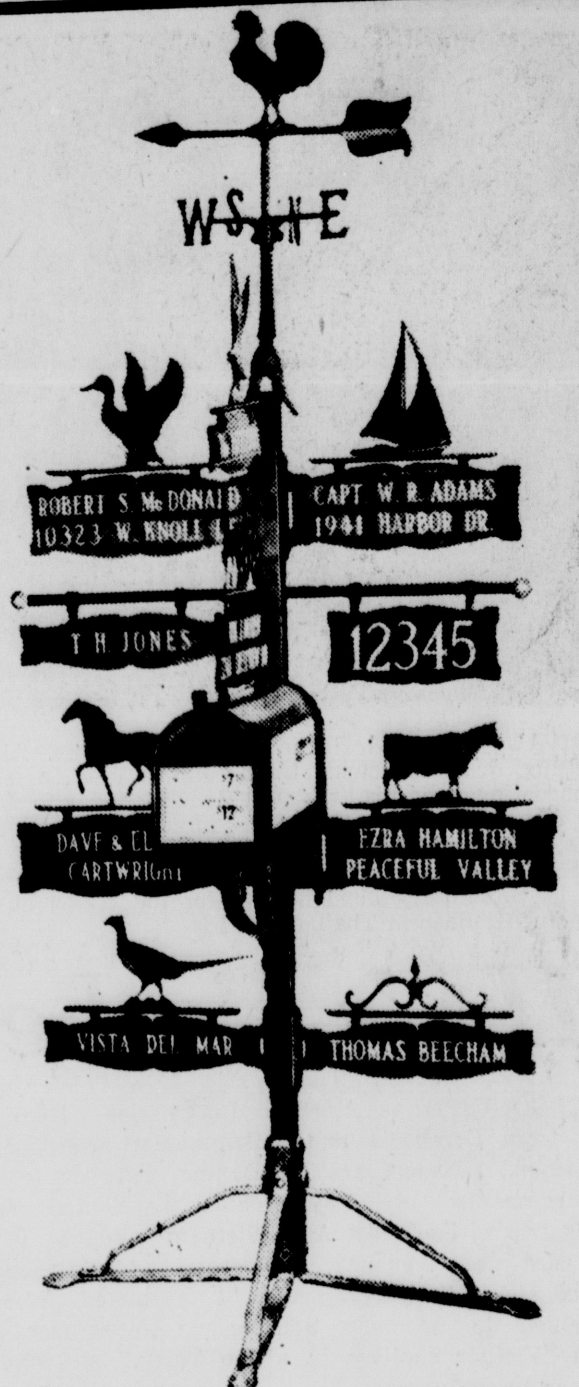 W S N E
ROBERT S. McDONALD
10323 W. KNOLL
CAPT. W. R. ADAMS
1941 HARBOR DR.
T. H. JONES
12345
DAVE &
CARTWRIGHT
EZRA HAMILTON
PEACEFUL VALLEY
VISTA DEL MAR
THOMAS BEECHAM